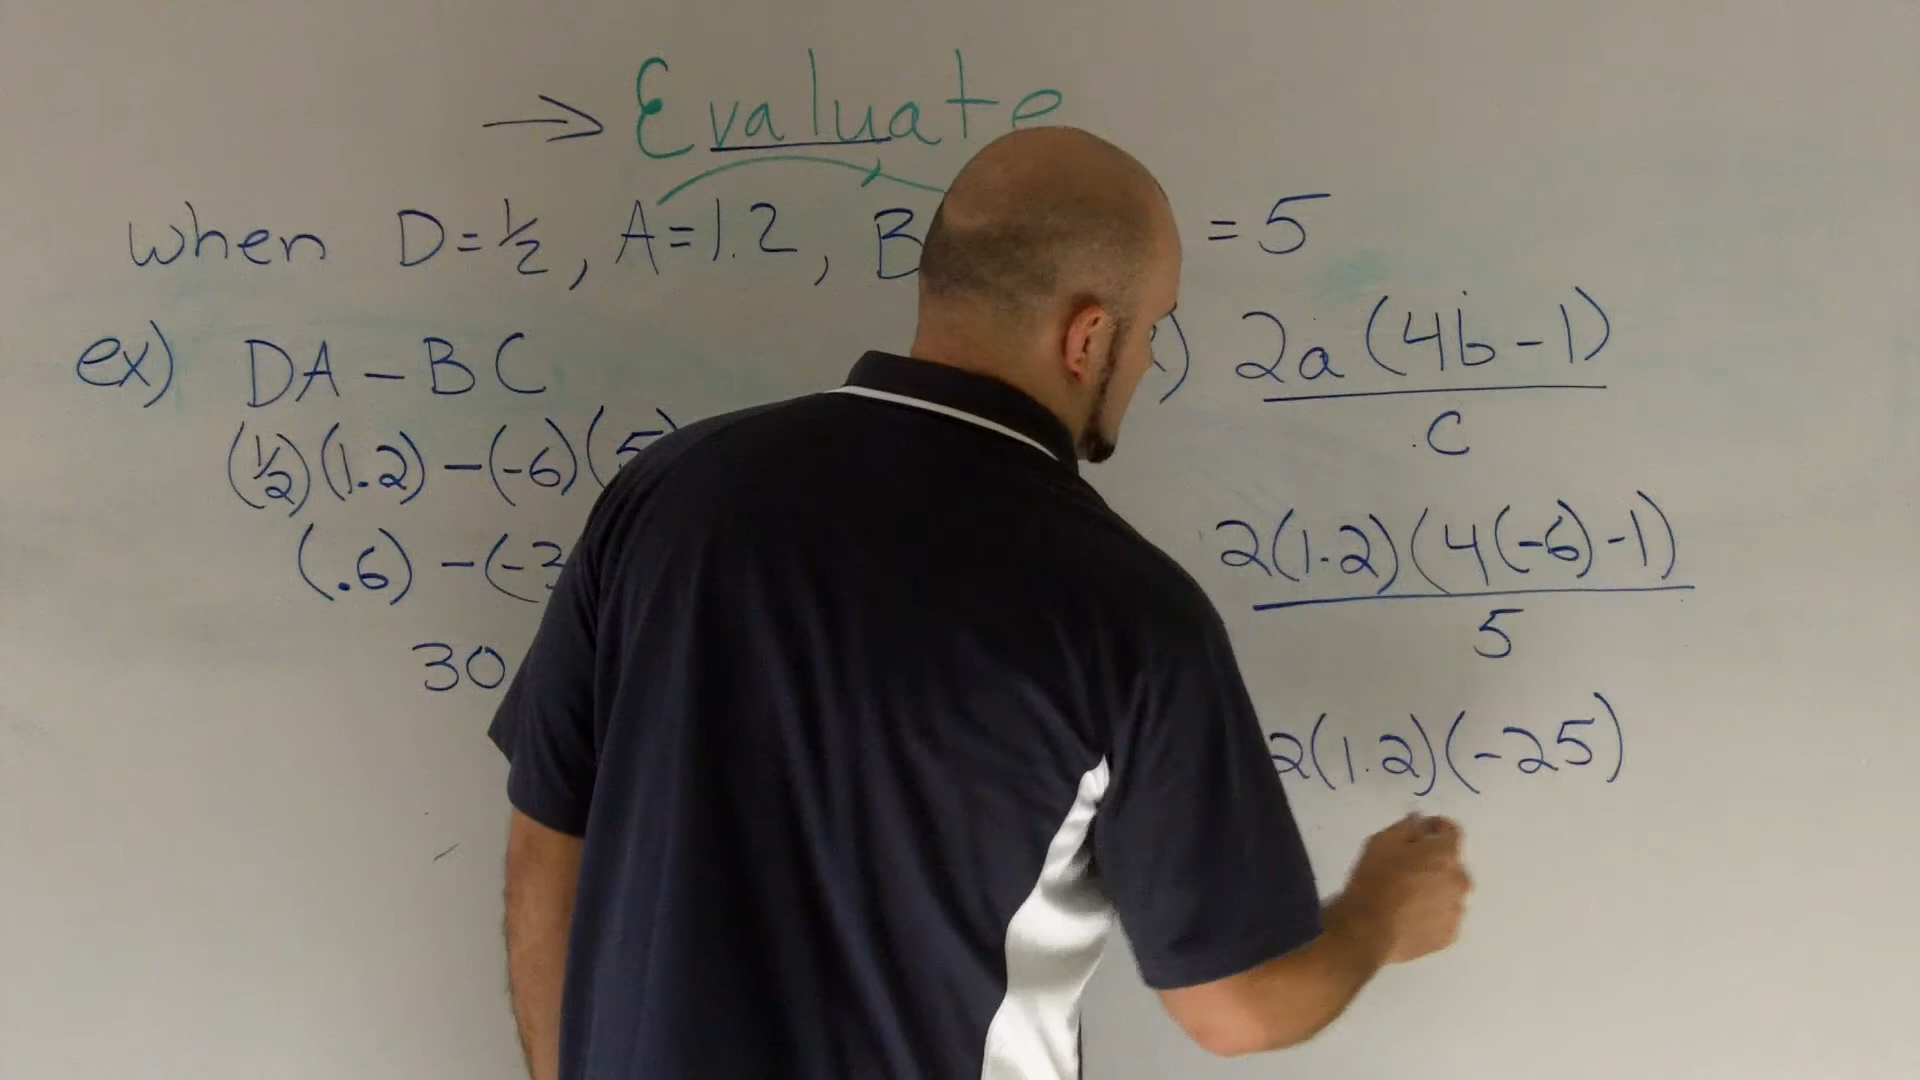 → Evaluate
when D=½, A=1.2, B = 5
ex) DA - BC
(½)(1.2) - (-6)(5)
(.6) - (-3
30
) 2a(4b-1)
C
2(1.2)(4(-6)-1)
5
2(1.2)(-25)